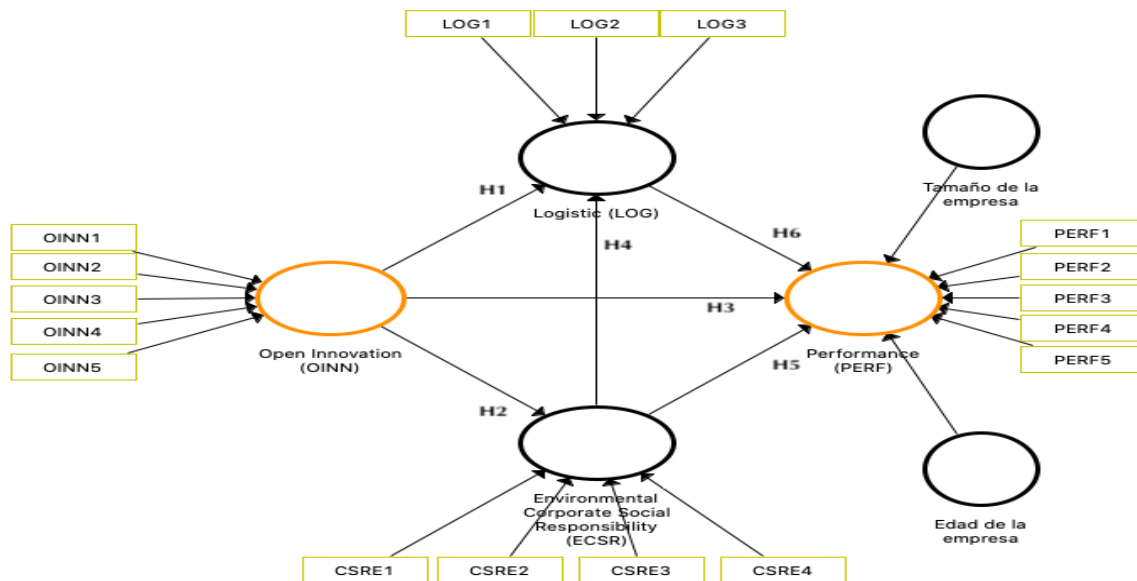 LOG1
LOG2
LOG3
H1
Logistic (LOG)
Tamaño de la
empresa
H4
H6
OINN1
OINN2
OINN3
OINN4
OINN5
PERF1
PERF2
PERF3
PERF4
PERF5
H3
Open Innovation
(OINN)
Performance
(PERF)
H2
H5
Environmental
Corporate Social
Responsibility
(ECSR)
Edad de la
empresa
CSRE1
CSRE2
CSRE3
CSRE4